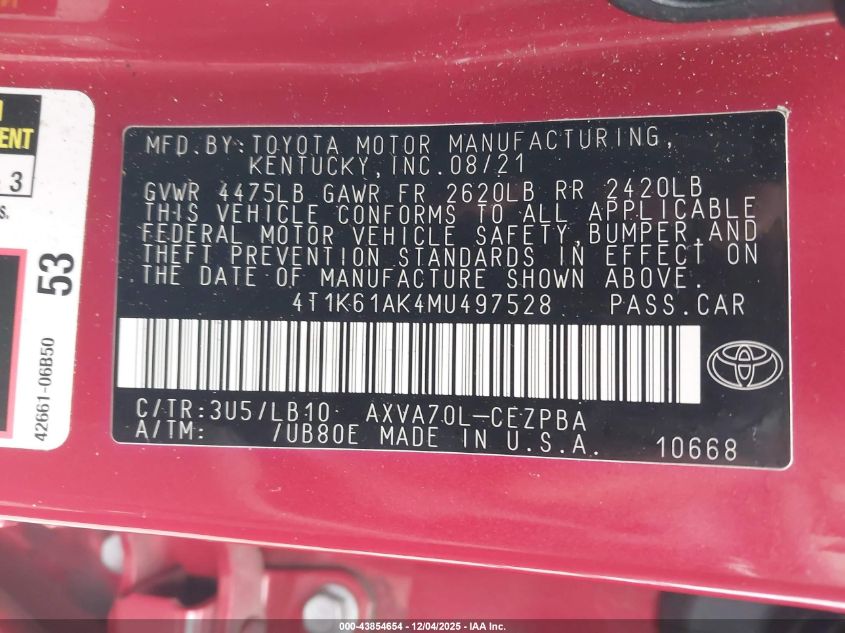 MFD.BY:TOYOTA MOTOR MANUFACTURING,
KENTUCKY,INC.08/21
GVWR 4475LB GAWR FR 2620LB RR 2420LB
THIS VEHICLE CONFORMS TO ALL APPLICABLE
FEDERAL MOTOR VEHICLE SAFETY,BUMPER,AND
THEFT PREVENTION STANDARDS IN EFFECT ON
THE DATE OF MANUFACTURE SHOWN ABOVE.
4T1K61AK4MU497528 PASS.CAR
C/TR:3U5/LB10 AXVA70L-CEZPBA
A/TM: /UB80E MADE IN U.S.A. 10668
3
53
42661-06B50
000-43854654 - 12/04/2025 - IAA Inc.